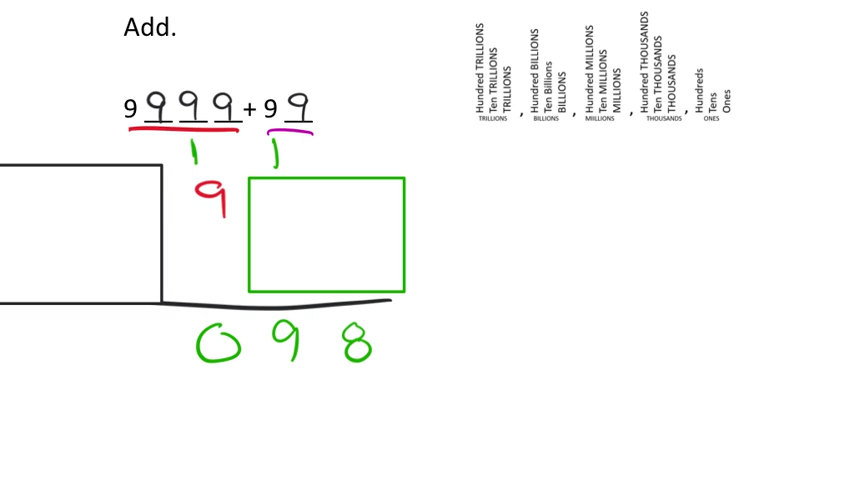 Add.
9 9 9 9 + 9 9
1 1
9
0 9 8
Hundred TRILLIONS
Ten TRILLIONS
TRILLIONS
TRILLIONS
,
Hundred BILLIONS
Ten Billions
BILLIONS
BILLIONS
,
Hundred MILLIONS
Ten MILLIONS
MILLIONS
MIILLIONS
,
Hundred THOUSANDS
Ten THOUSANDS
THOUSANDS
THOUSANDS
,
Hundreds
Tens
Ones
ONES